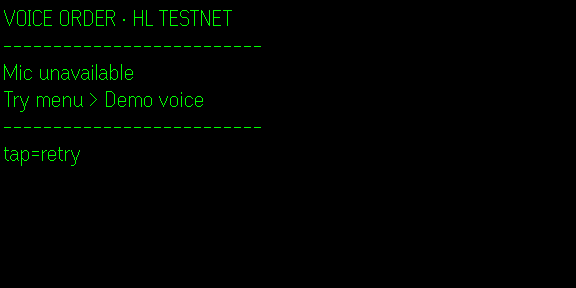 VOICE ORDER · HL TESTNET
--------------------------
Mic unavailable
Try menu > Demo voice
--------------------------
tap=retry